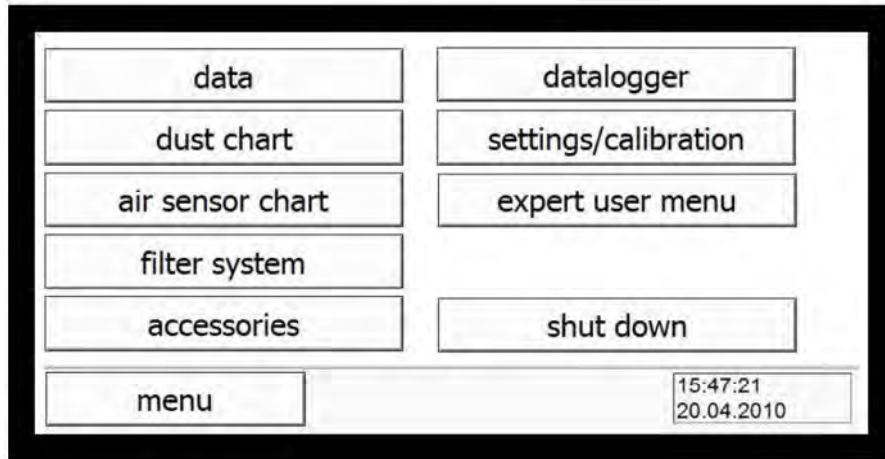 data
datalogger
dust chart
settings/calibration
air sensor chart
expert user menu
filter system
accessories
shut down
menu
15:47:21
20.04.2010